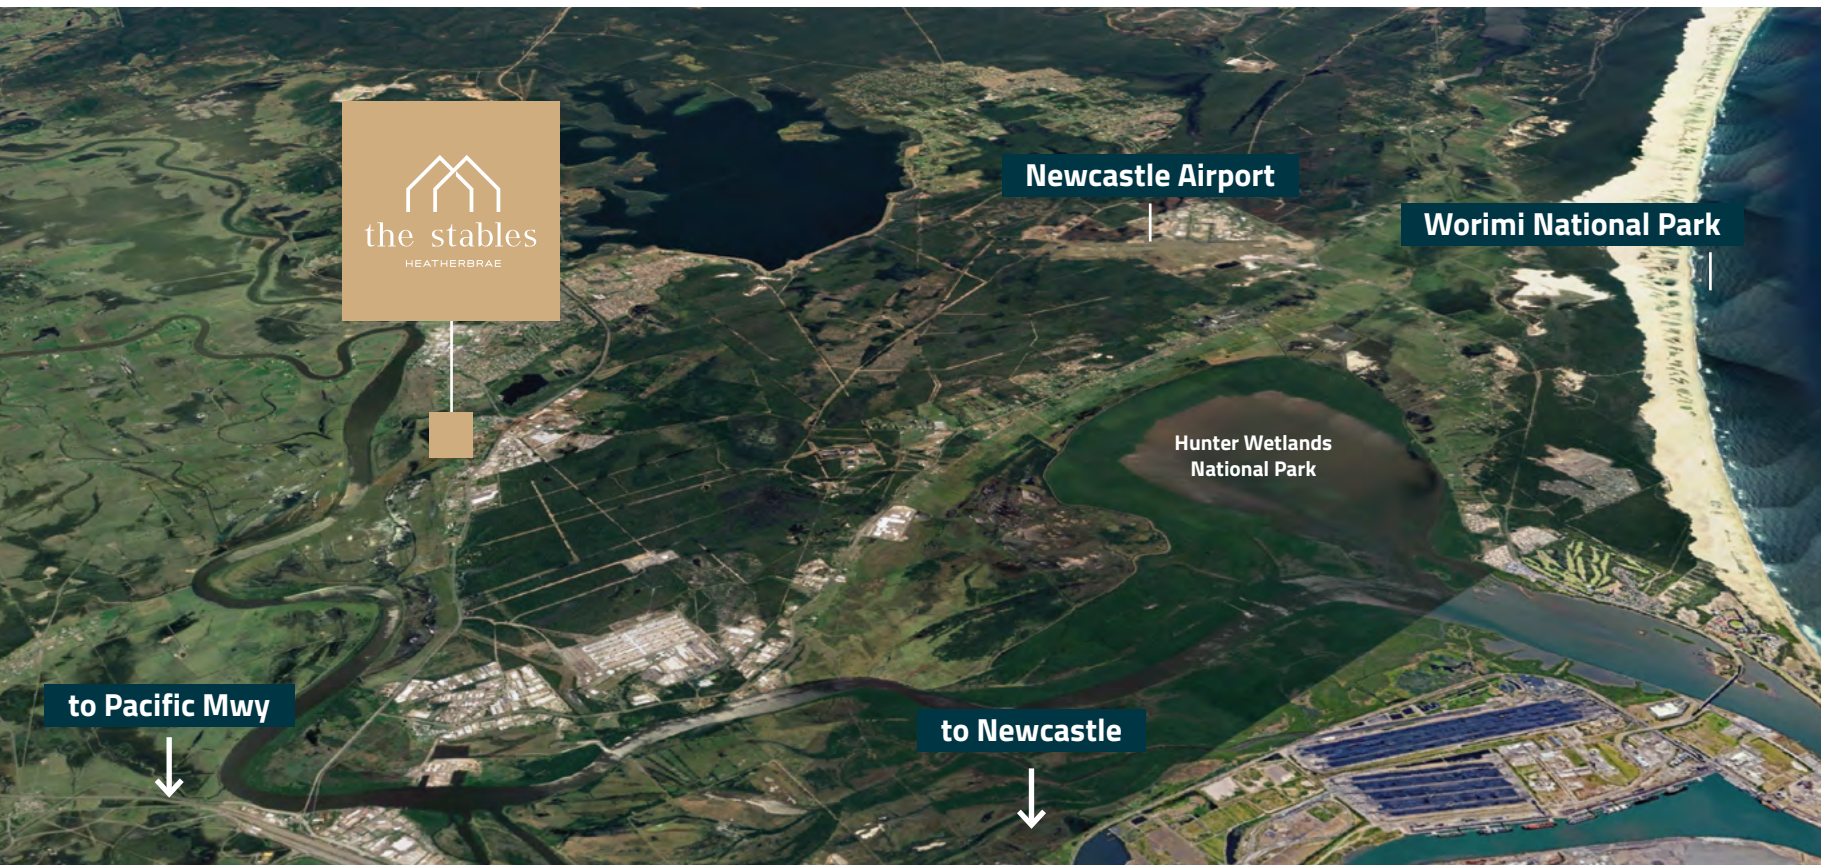 the stables
HEATHERBRAE
Newcastle Airport
Worimi National Park
Hunter Wetlands
National Park
to Pacific Mwy
to Newcastle